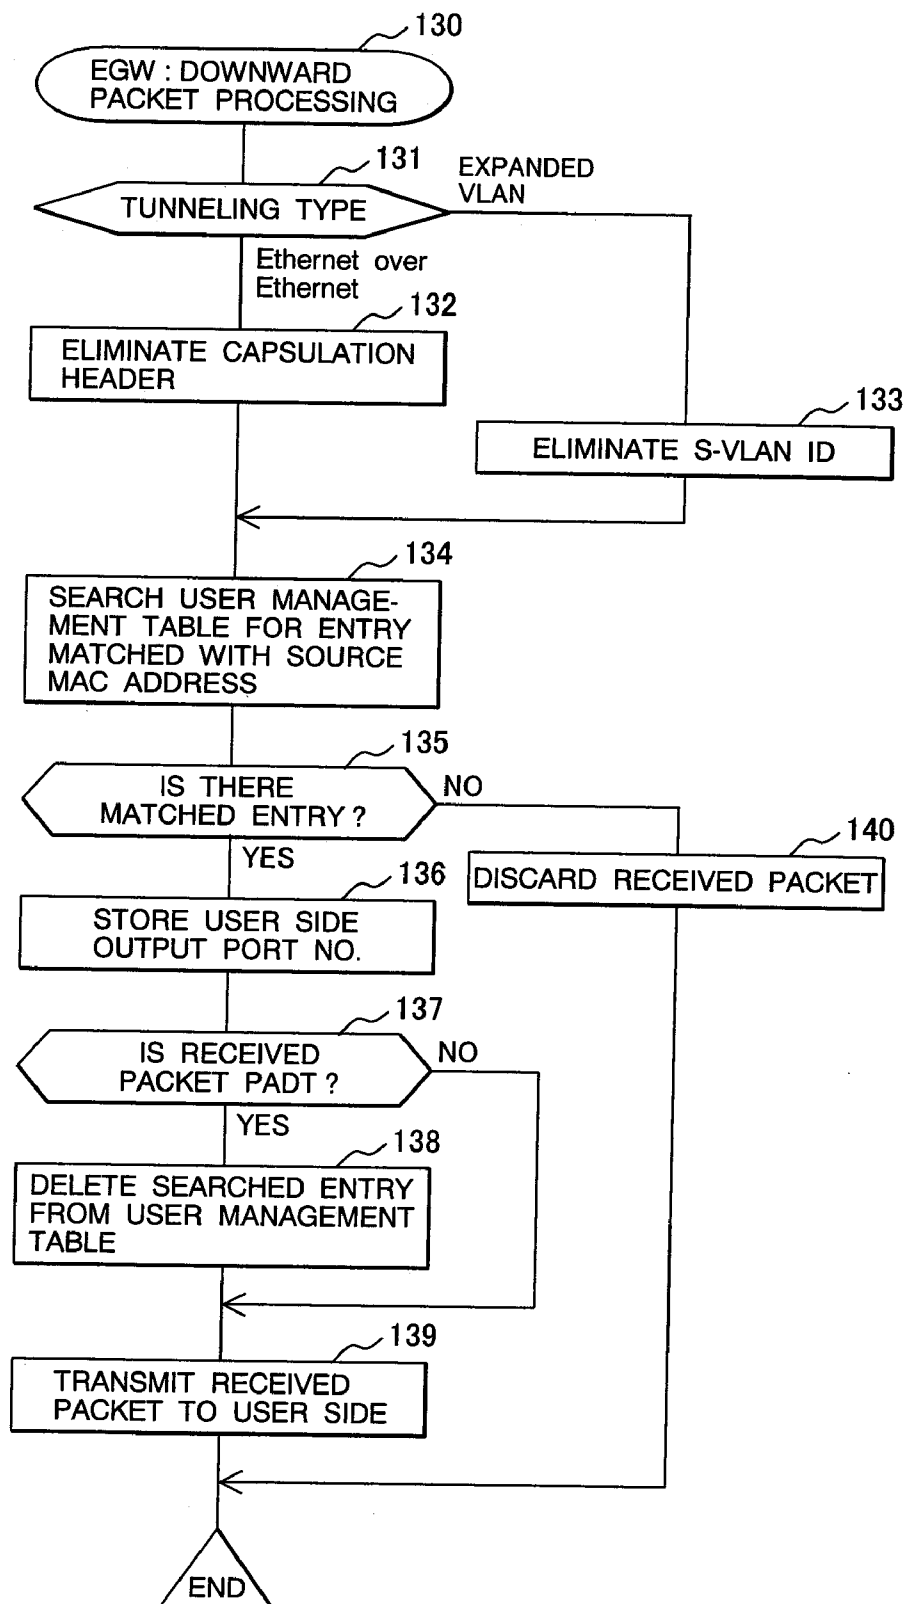 130
EGW : DOWNWARD
PACKET PROCESSING
131
TUNNELING TYPE
EXPANDED
VLAN
Ethernet over
Ethernet
132
ELIMINATE CAPSULATION
HEADER
133
ELIMINATE S-VLAN ID
134
SEARCH USER MANAGE-
MENT TABLE FOR ENTRY
MATCHED WITH SOURCE
MAC ADDRESS
135
IS THERE
MATCHED ENTRY ?
NO
YES
140
DISCARD RECEIVED PACKET
136
STORE USER SIDE
OUTPUT PORT NO.
137
IS RECEIVED
PACKET PADT ?
NO
YES
138
DELETE SEARCHED ENTRY
FROM USER MANAGEMENT
TABLE
139
TRANSMIT RECEIVED
PACKET TO USER SIDE
END